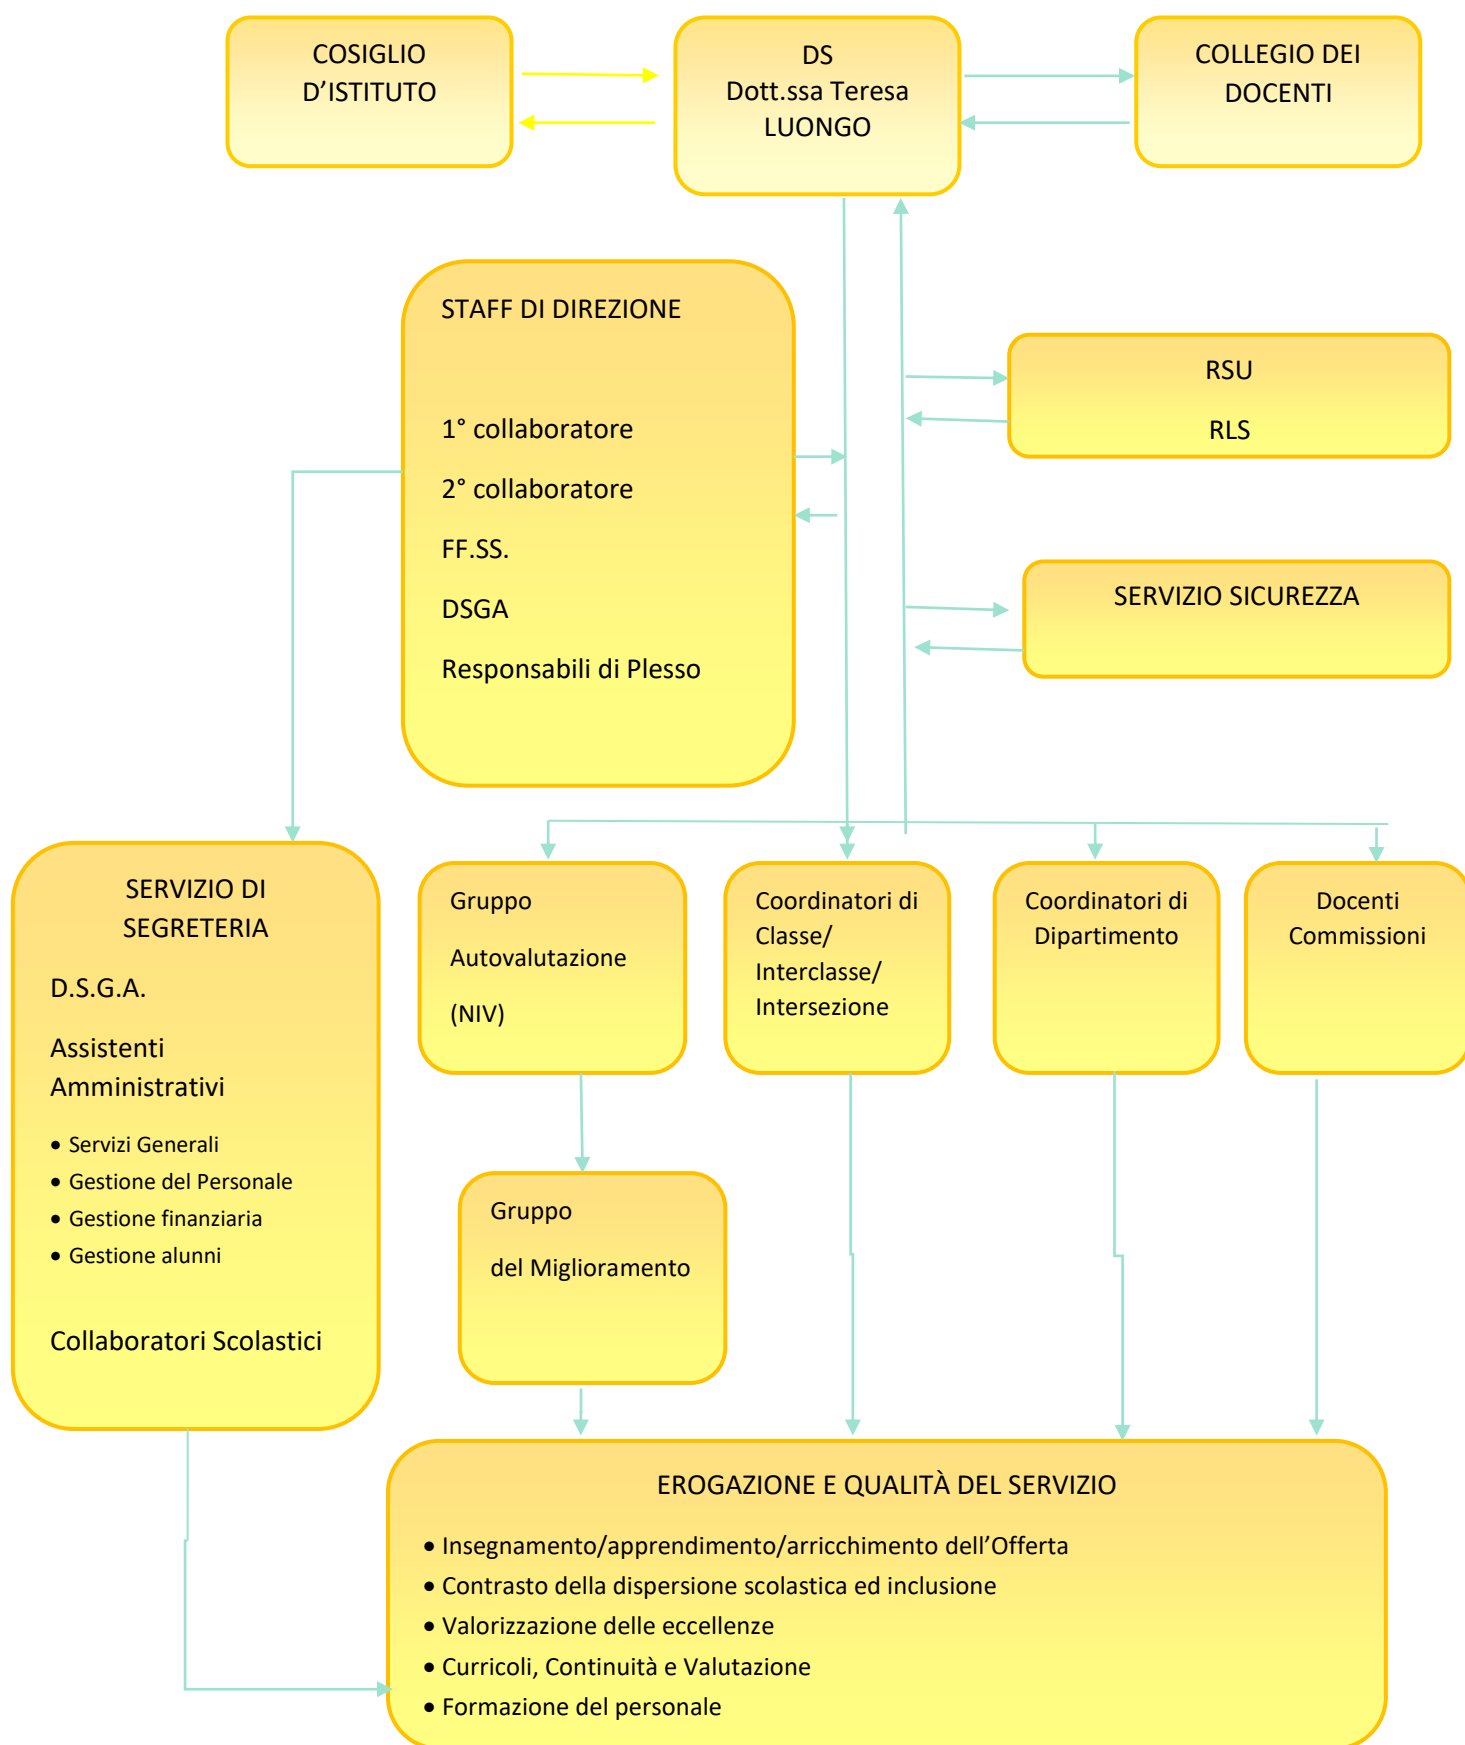 COSIGLIO
D’ISTITUTO
DS
Dott.ssa Teresa
LUONGO
COLLEGIO DEI
DOCENTI
STAFF DI DIREZIONE
1° collaboratore
2° collaboratore
FF.SS.
DSGA
Responsabili di Plesso
RSU
RLS
SERVIZIO SICUREZZA
SERVIZIO DI
SEGRETERIA
D.S.G.A.
Assistenti
Amministrativi
• Servizi Generali
• Gestione del Personale
• Gestione finanziaria
• Gestione alunni
Collaboratori Scolastici
Gruppo
Autovalutazione
(NIV)
Coordinatori di
Classe/
Interclasse/
Intersezione
Coordinatori di
Dipartimento
Docenti
Commissioni
Gruppo
del Miglioramento
EROGAZIONE E QUALITÀ DEL SERVIZIO
• Insegnamento/apprendimento/arricchimento dell’Offerta
• Contrasto della dispersione scolastica ed inclusione
• Valorizzazione delle eccellenze
• Curricoli, Continuità e Valutazione
• Formazione del personale